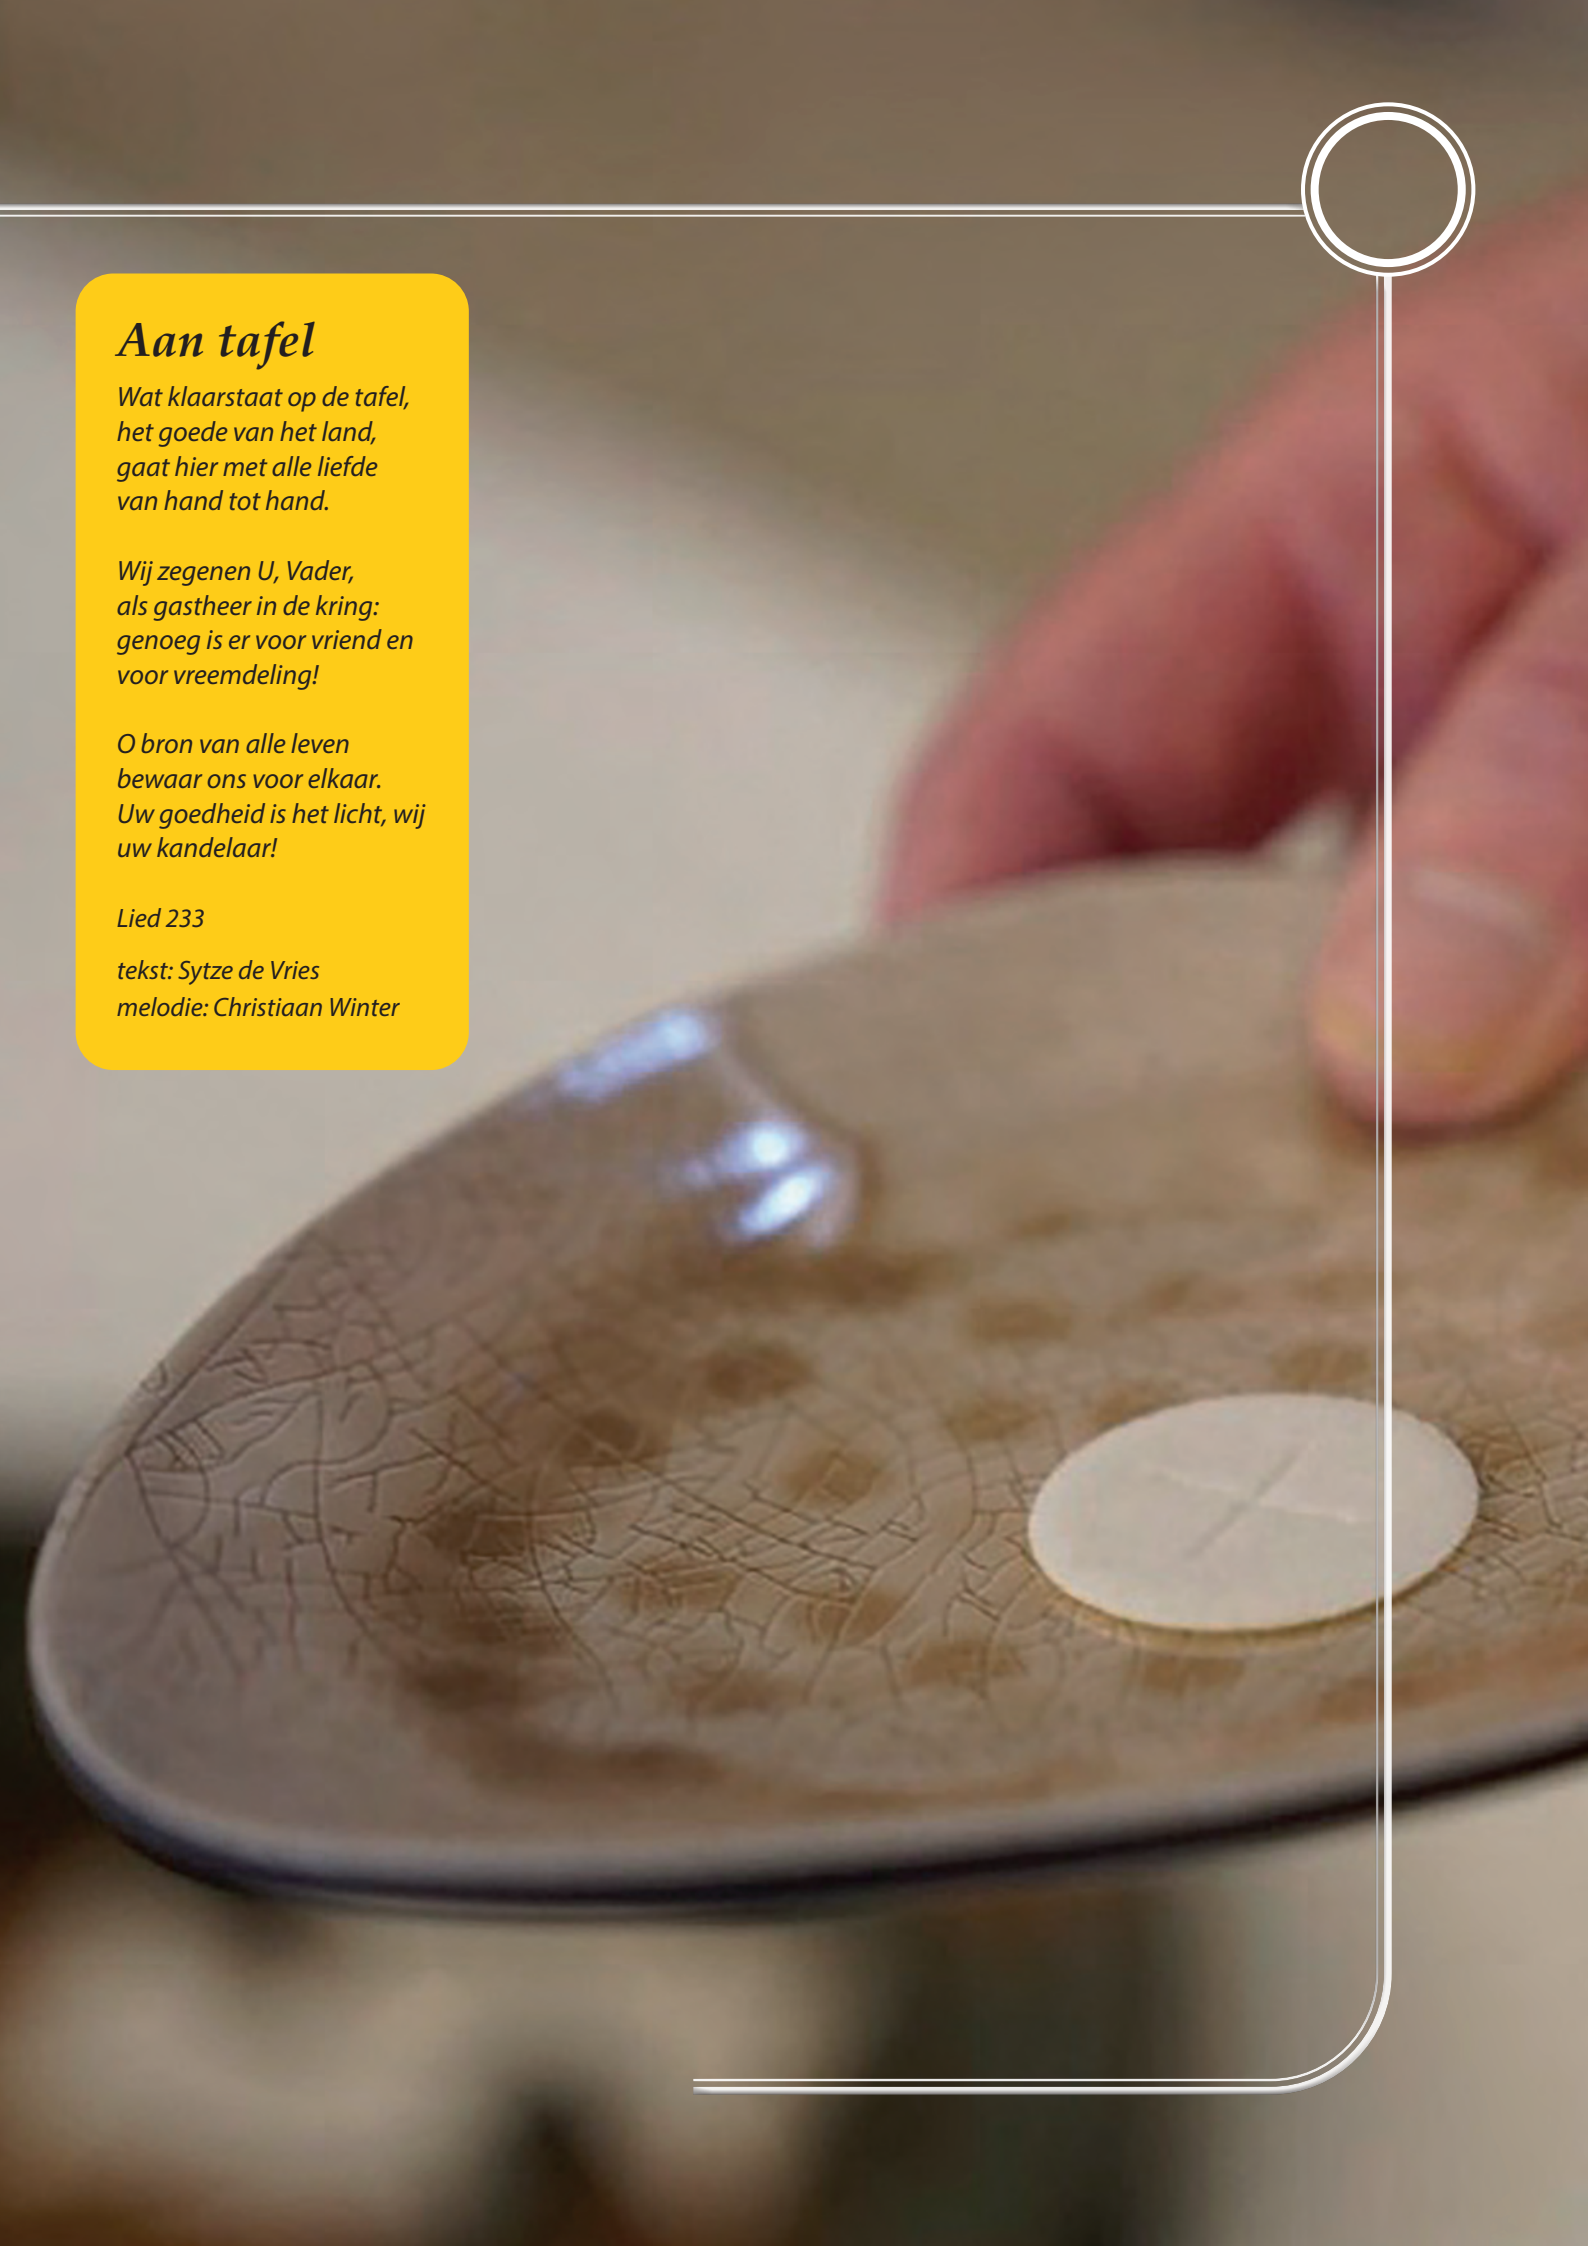 Aan tafel
Wat klaarstaat op de tafel,
het goede van het land,
gaat hier met alle liefde
van hand tot hand.
Wij zegenen U, Vader,
als gastheer in de kring:
genoeg is er voor vriend en
voor vreemdeling!
O bron van alle leven
bewaar ons voor elkaar.
Uw goedheid is het licht, wij
uw kandelaar!
Lied 233
tekst: Sytze de Vries
melodie: Christiaan Winter